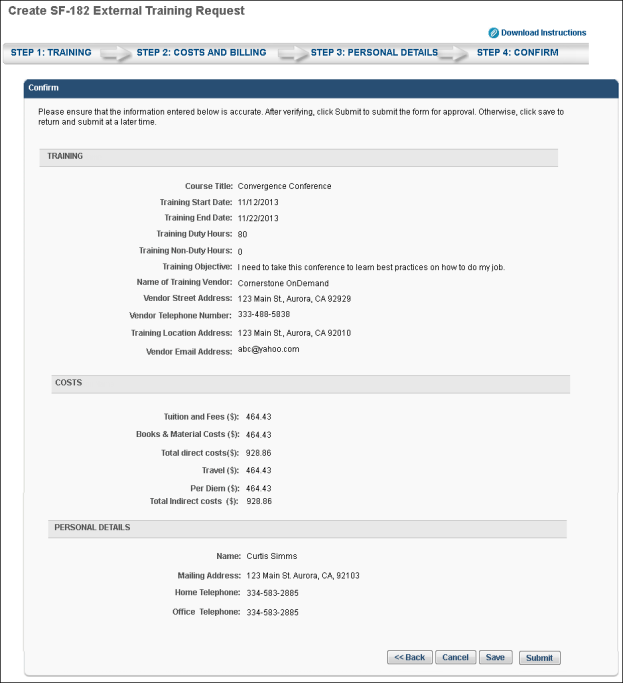 Create SF-182 External Training Request
Download Instructions
STEP 1: TRAINING STEP 2: COSTS AND BILLING STEP 3: PERSONAL DETAILS STEP 4: CONFIRM
Confirm
Please ensure that the information entered below is accurate. After verifying, click Submit to submit the form for approval. Otherwise, click save to
return and submit at a later time.
TRAINING
Course Title: Convergence Conference
Training Start Date: 11/12/2013
Training End Date: 11/22/2013
Training Duty Hours: 80
Training Non-Duty Hours: 0
Training Objective: I need to take this conference to learn best practices on how to do my job.
Name of Training Vendor: Cornerstone OnDemand
Vendor Street Address: 123 Main St., Aurora, CA 92929
Vendor Telephone Number: 333-488-5838
Training Location Address: 123 Main St., Aurora, CA 92010
Vendor Email Address: abc@yahoo.com
COSTS
Tuition and Fees ($): 464.43
Books & Material Costs ($): 464.43
Total direct costs($): 928.86
Travel ($): 464.43
Per Diem ($): 464.43
Total Indirect costs ($): 928.86
PERSONAL DETAILS
Name: Curtis Simms
Mailing Address: 123 Main St. Aurora, CA, 92103
Home Telephone: 334-583-2885
Office Telephone: 334-583-2885
<< Back Cancel Save Submit